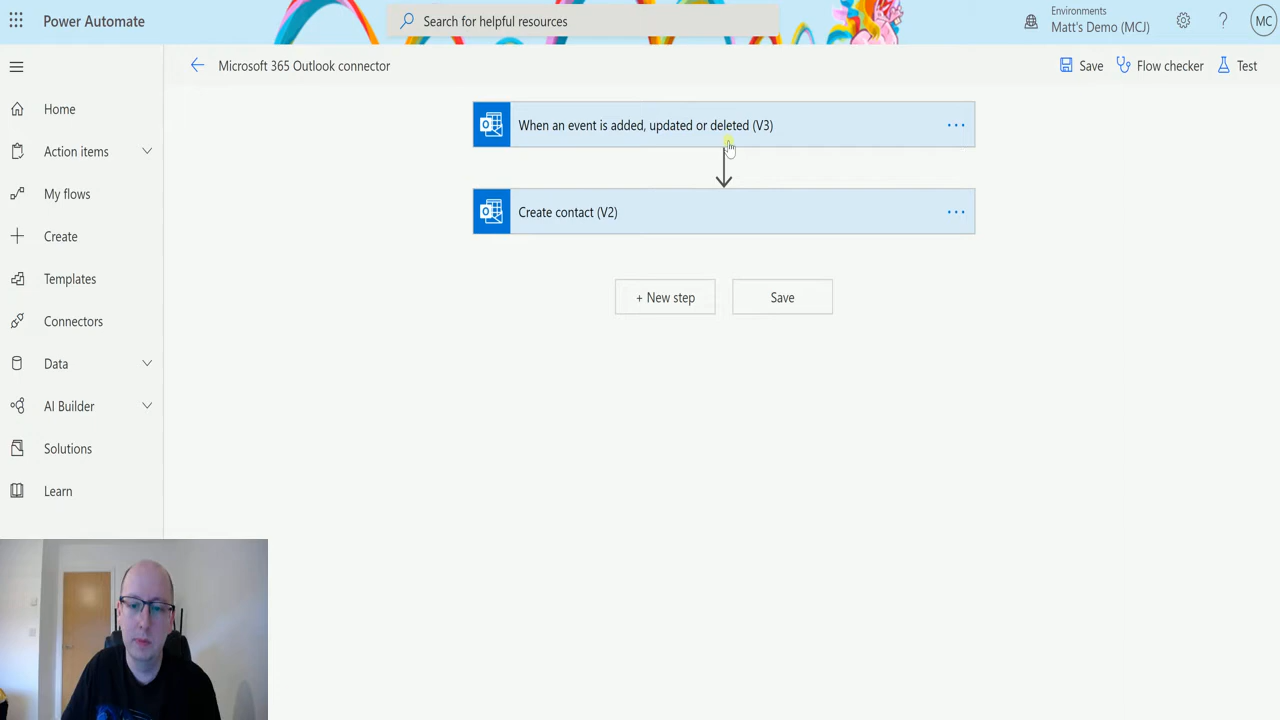 Power Automate
Search for helpful resources
Environments
Matt's Demo (MCJ)
MC
Microsoft 365 Outlook connector
Save
Flow checker
Test
Home
Action items
My flows
Create
Templates
Connectors
Data
AI Builder
Solutions
Learn
When an event is added, updated or deleted (V3)
Create contact (V2)
+ New step
Save